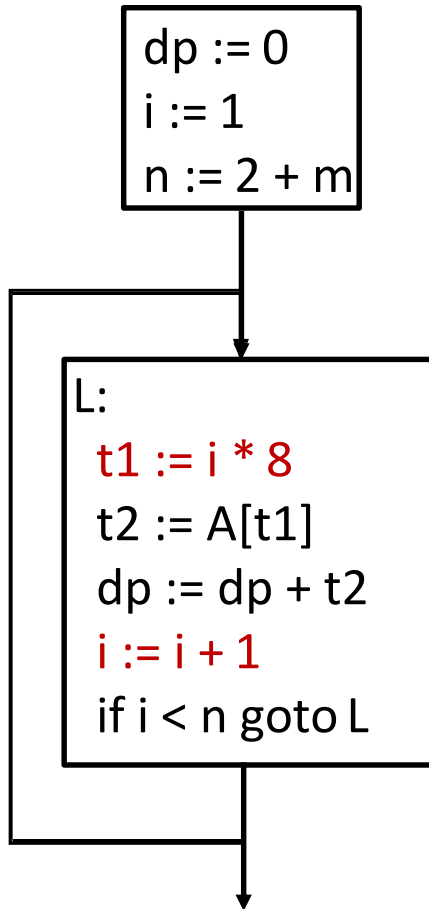 dp := 0
i := 1
n := 2 + m
L:
t1 := i * 8
t2 := A[t1]
dp := dp + t2
i := i + 1
if i < n goto L